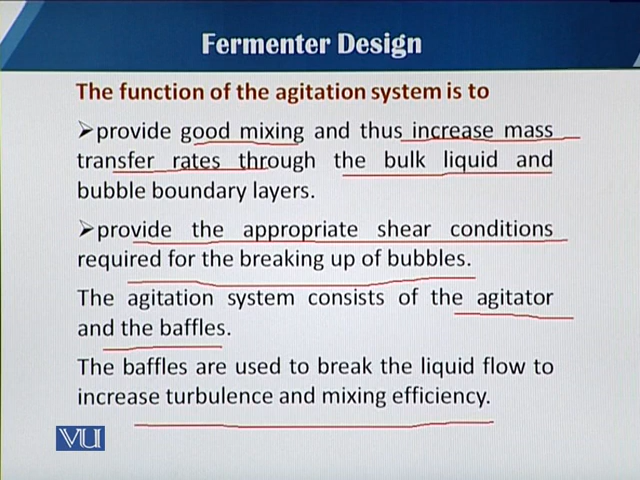 Fermenter Design
The function of the agitation system is to
➤provide good mixing and thus increase mass
transfer rates through the bulk liquid and
bubble boundary layers.
➤provide the appropriate shear conditions
required for the breaking up of bubbles.
The agitation system consists of the agitator
and the baffles.
The baffles are used to break the liquid flow to
increase turbulence and mixing efficiency.
VU